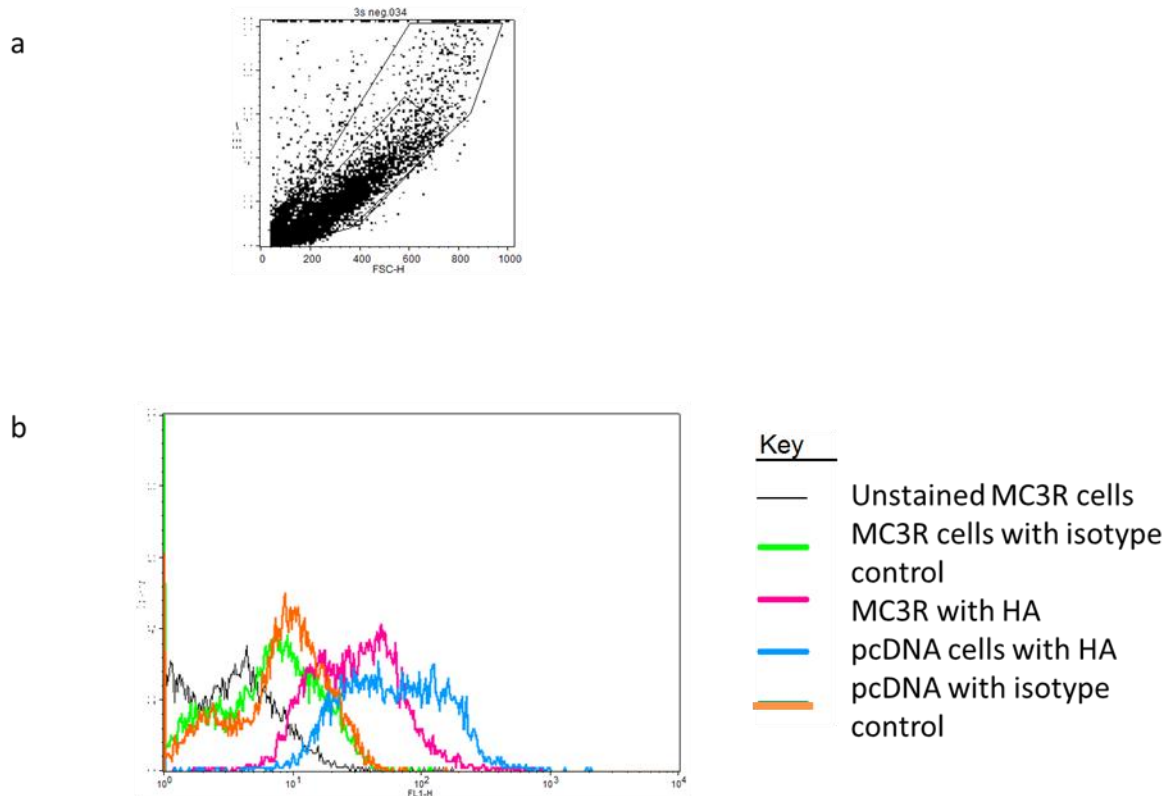 a
3s neg.034
0 200 400 600 800 1000
FSC-H
b
10⁰ 10¹ 10² 10³ 10⁴
FL1-H
Key
Unstained MC3R cells
MC3R cells with isotype
control
MC3R with HA
pcDNA cells with HA
pcDNA with isotype
control